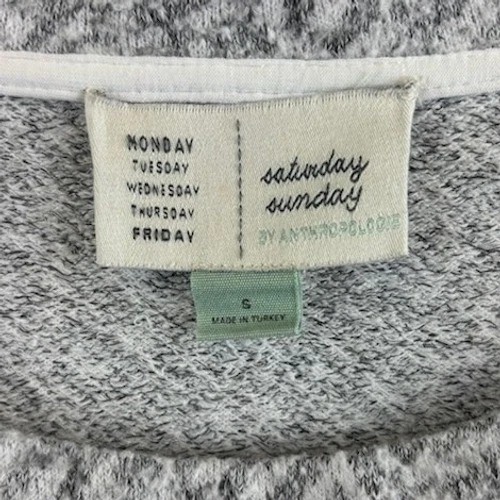 MONDAY
TUESDAY
WEDNESDAY
THURSDAY
FRIDAY
saturday
sunday
BY ANTHROPOLOGIE
S
MADE IN TURKEY